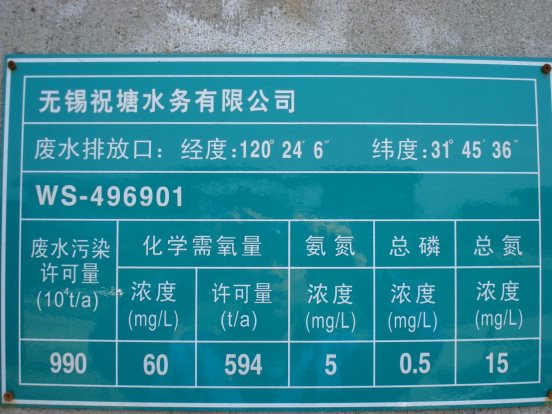 无锡祝塘水务有限公司
废水排放口：经度:120° 24′ 6″ 纬度:31° 45′ 36″
WS-496901
废水污染 许可量 (10⁴t/a) 化学需氧量 氨氮 总磷 总氮
浓度 (mg/L) 许可量 (t/a) 浓度 (mg/L) 浓度 (mg/L) 浓度 (mg/L)
990 60 594 5 0.5 15